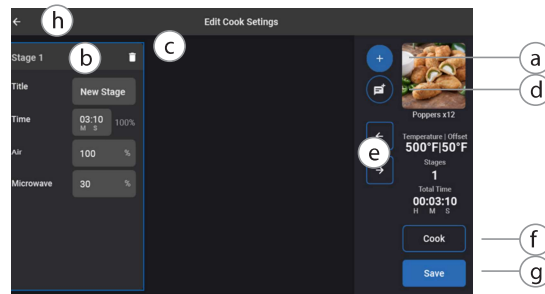 h
Edit Cook Setings
Stage 1
b
c
a
Title
New Stage
d
Poppers x12
Time
03:10
M S
100%
Air
100 %
e
Temperature | Offset
500°F|50°F
Stages
1
Microwave
30 %
Total Time
00:03:10
H M S
Cook
f
Save
g